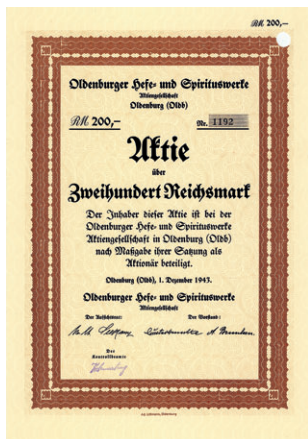 RM 200,–
Oldenburger Hefe- und Spirituswerke
Aktiengesellschaft
Oldenburg (Oldb)
RM 200,– Nr. 1192
Aktie
über
Zweihundert Reichsmark
Der Inhaber dieser Aktie ist bei der
Oldenburger Hefe- und Spirituswerke
Aktiengesellschaft in Oldenburg (Oldb)
nach Maßgabe ihrer Satzung als
Aktionär beteiligt.
Oldenburg (Oldb), 1. Dezember 1943.
Oldenburger Hefe- und Spirituswerke
Aktiengesellschaft
Der Aufsichtsrat: Der Vorstand:
Der